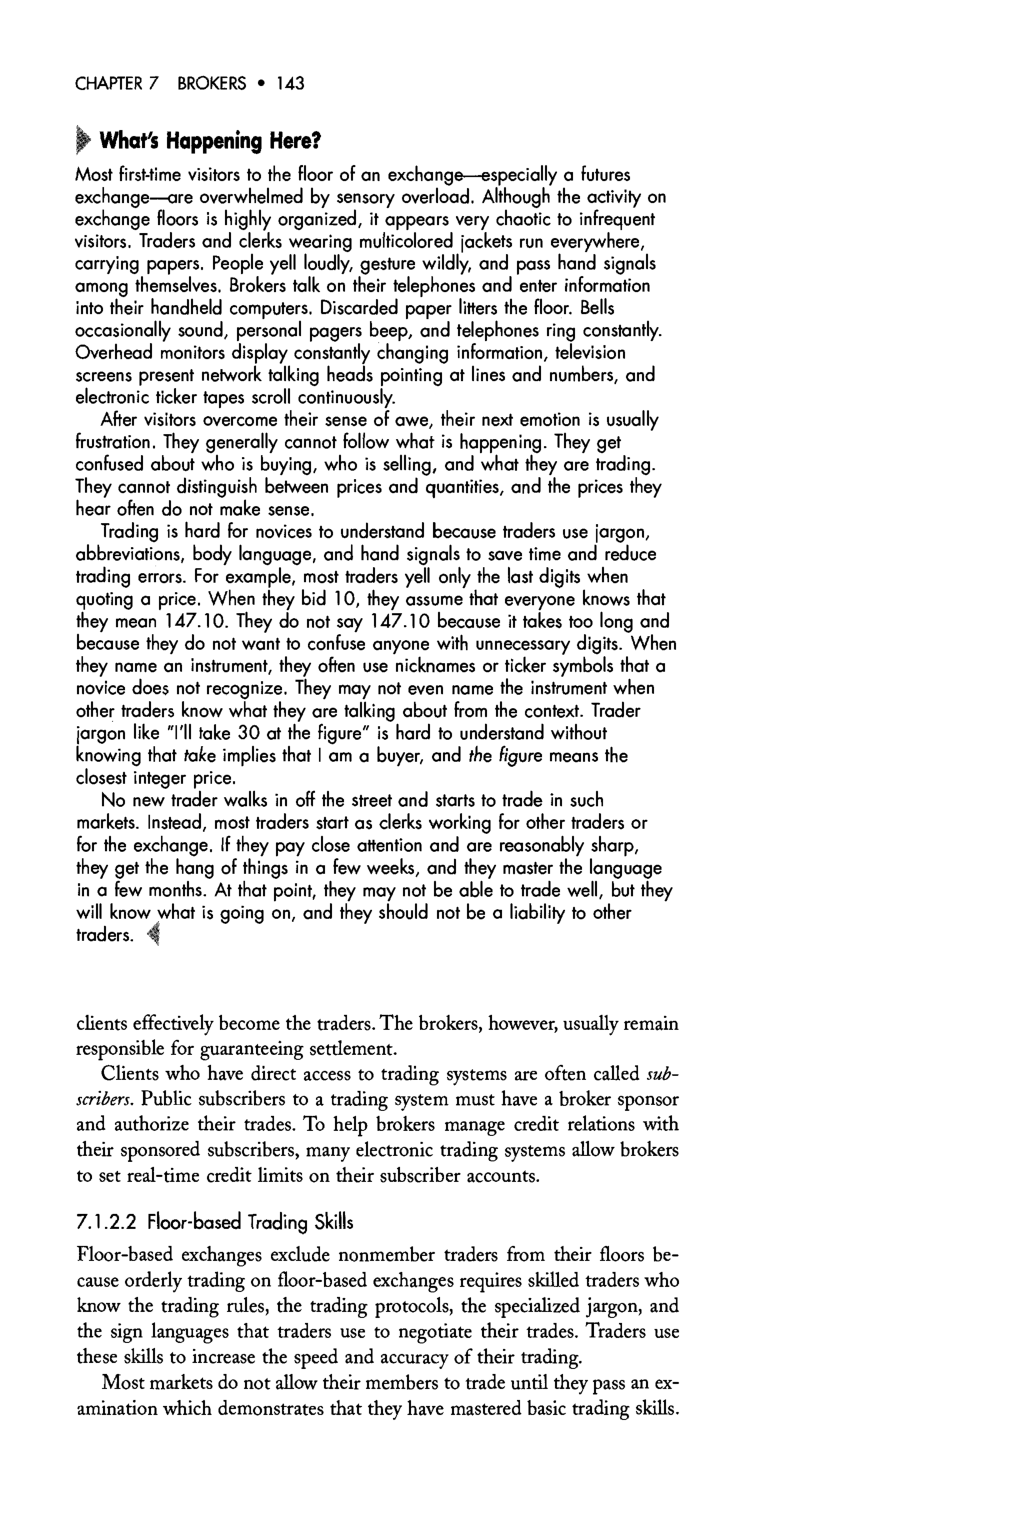 CHAPTER 7 BROKERS • 143
What's Happening Here?
Most first-time visitors to the floor of an exchange—especially a futures
exchange—are overwhelmed by sensory overload. Although the activity on
exchange floors is highly organized, it appears very chaotic to infrequent
visitors. Traders and clerks wearing multicolored jackets run everywhere,
carrying papers. People yell loudly, gesture wildly, and pass hand signals
among themselves. Brokers talk on their telephones and enter information
into their handheld computers. Discarded paper litters the floor. Bells
occasionally sound, personal pagers beep, and telephones ring constantly.
Overhead monitors display constantly changing information, television
screens present network talking heads pointing at lines and numbers, and
electronic ticker tapes scroll continuously.
After visitors overcome their sense of awe, their next emotion is usually
frustration. They generally cannot follow what is happening. They get
confused about who is buying, who is selling, and what they are trading.
They cannot distinguish between prices and quantities, and the prices they
hear often do not make sense.
Trading is hard for novices to understand because traders use jargon,
abbreviations, body language, and hand signals to save time and reduce
trading errors. For example, most traders yell only the last digits when
quoting a price. When they bid 10, they assume that everyone knows that
they mean 147.10. They do not say 147.10 because it takes too long and
because they do not want to confuse anyone with unnecessary digits. When
they name an instrument, they often use nicknames or ticker symbols that a
novice does not recognize. They may not even name the instrument when
other traders know what they are talking about from the context. Trader
jargon like "I'll take 30 at the figure" is hard to understand without
knowing that take implies that I am a buyer, and the figure means the
closest integer price.
No new trader walks in off the street and starts to trade in such
markets. Instead, most traders start as clerks working for other traders or
for the exchange. If they pay close attention and are reasonably sharp,
they get the hang of things in a few weeks, and they master the language
in a few months. At that point, they may not be able to trade well, but they
will know what is going on, and they should not be a liability to other
traders.
clients effectively become the traders. The brokers, however, usually remain
responsible for guaranteeing settlement.
Clients who have direct access to trading systems are often called sub-
scribers. Public subscribers to a trading system must have a broker sponsor
and authorize their trades. To help brokers manage credit relations with
their sponsored subscribers, many electronic trading systems allow brokers
to set real-time credit limits on their subscriber accounts.
7.1.2.2 Floor-based Trading Skills
Floor-based exchanges exclude nonmember traders from their floors be-
cause orderly trading on floor-based exchanges requires skilled traders who
know the trading rules, the trading protocols, the specialized jargon, and
the sign languages that traders use to negotiate their trades. Traders use
these skills to increase the speed and accuracy of their trading.
Most markets do not allow their members to trade until they pass an ex-
amination which demonstrates that they have mastered basic trading skills.